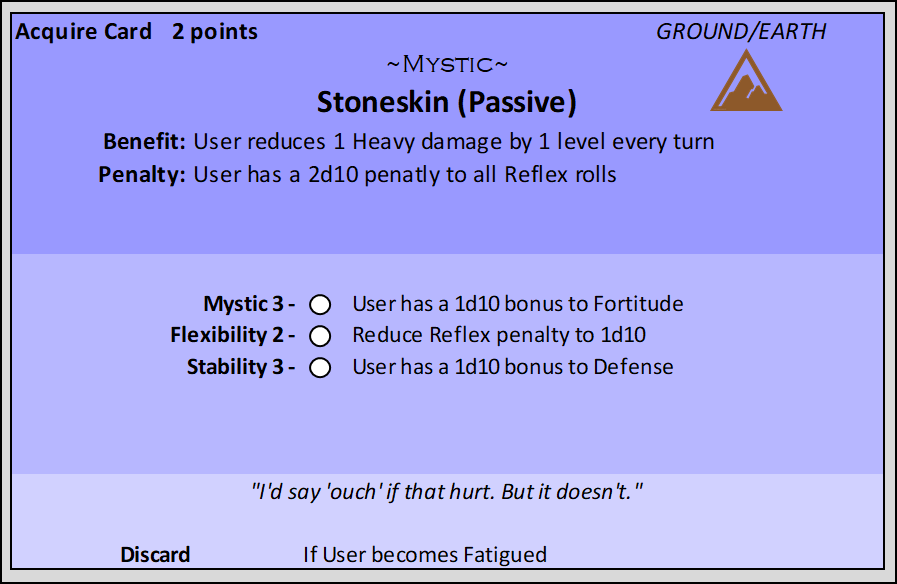 Acquire Card 2 points GROUND/EARTH
~Mystic~
Stoneskin (Passive)
Benefit: User reduces 1 Heavy damage by 1 level every turn
Penalty: User has a 2d10 penatly to all Reflex rolls
Mystic 3 - User has a 1d10 bonus to Fortitude
Flexibility 2 - Reduce Reflex penalty to 1d10
Stability 3 - User has a 1d10 bonus to Defense
"I'd say 'ouch' if that hurt. But it doesn't."
Discard If User becomes Fatigued